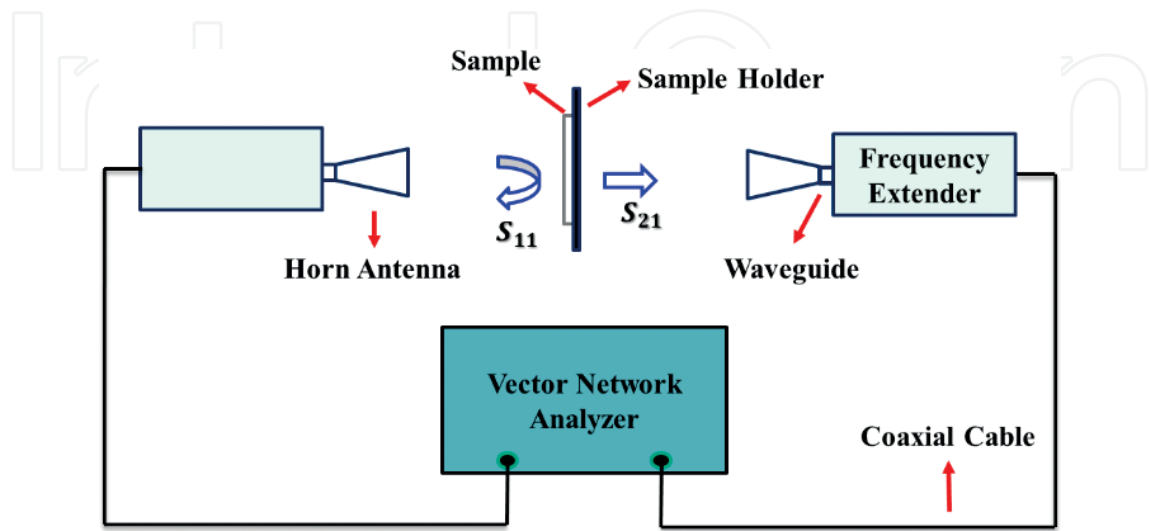 Sample
Sample Holder
Frequency
Extender
S₁₁
S₂₁
Horn Antenna
Waveguide
Vector Network
Analyzer
Coaxial Cable